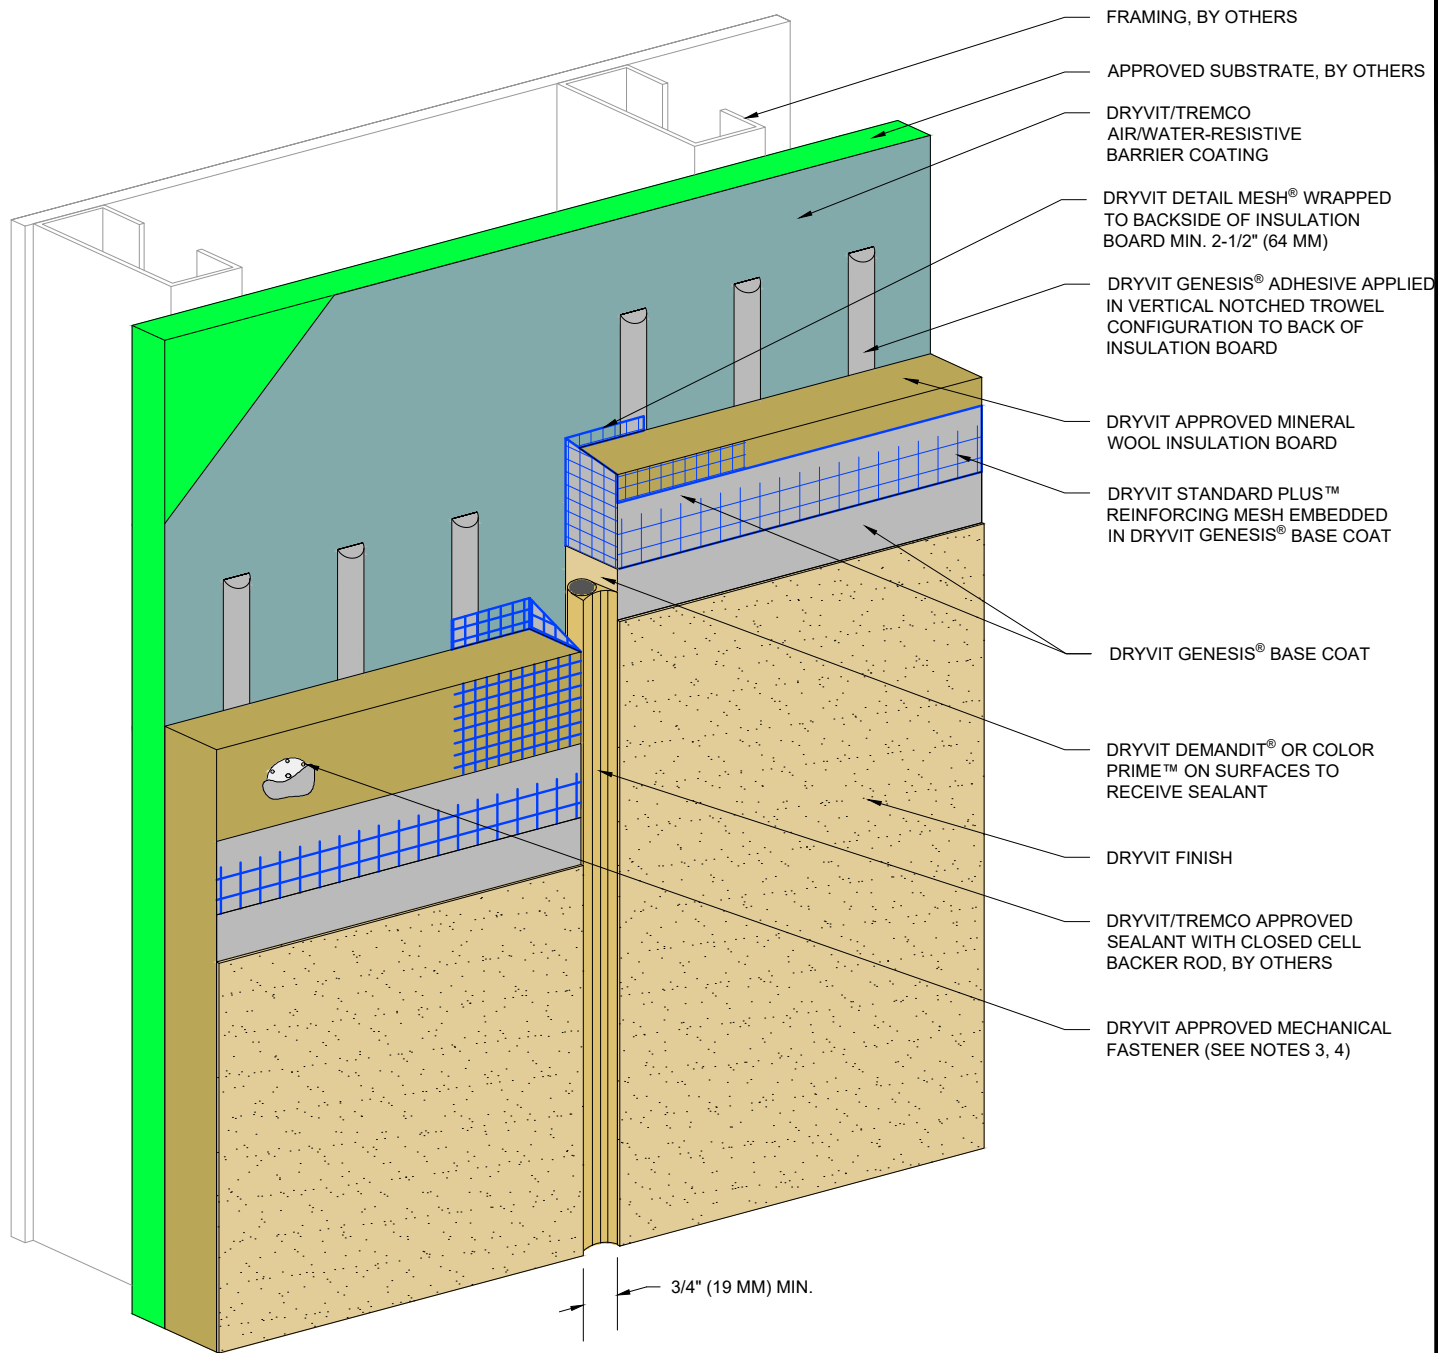 FRAMING, BY OTHERS
APPROVED SUBSTRATE, BY OTHERS
DRYVIT/TREMCO
AIR/WATER-RESISTIVE
BARRIER COATING
DRYVIT DETAIL MESH® WRAPPED
TO BACKSIDE OF INSULATION
BOARD MIN. 2-1/2" (64 MM)
DRYVIT GENESIS® ADHESIVE APPLIED
IN VERTICAL NOTCHED TROWEL
CONFIGURATION TO BACK OF
INSULATION BOARD
DRYVIT APPROVED MINERAL
WOOL INSULATION BOARD
DRYVIT STANDARD PLUS™
REINFORCING MESH EMBEDDED
IN DRYVIT GENESIS® BASE COAT
DRYVIT GENESIS® BASE COAT
DRYVIT DEMANDIT® OR COLOR
PRIME™ ON SURFACES TO
RECEIVE SEALANT
DRYVIT FINISH
DRYVIT/TREMCO APPROVED
SEALANT WITH CLOSED CELL
BACKER ROD, BY OTHERS
DRYVIT APPROVED MECHANICAL
FASTENER (SEE NOTES 3, 4)
3/4" (19 MM) MIN.